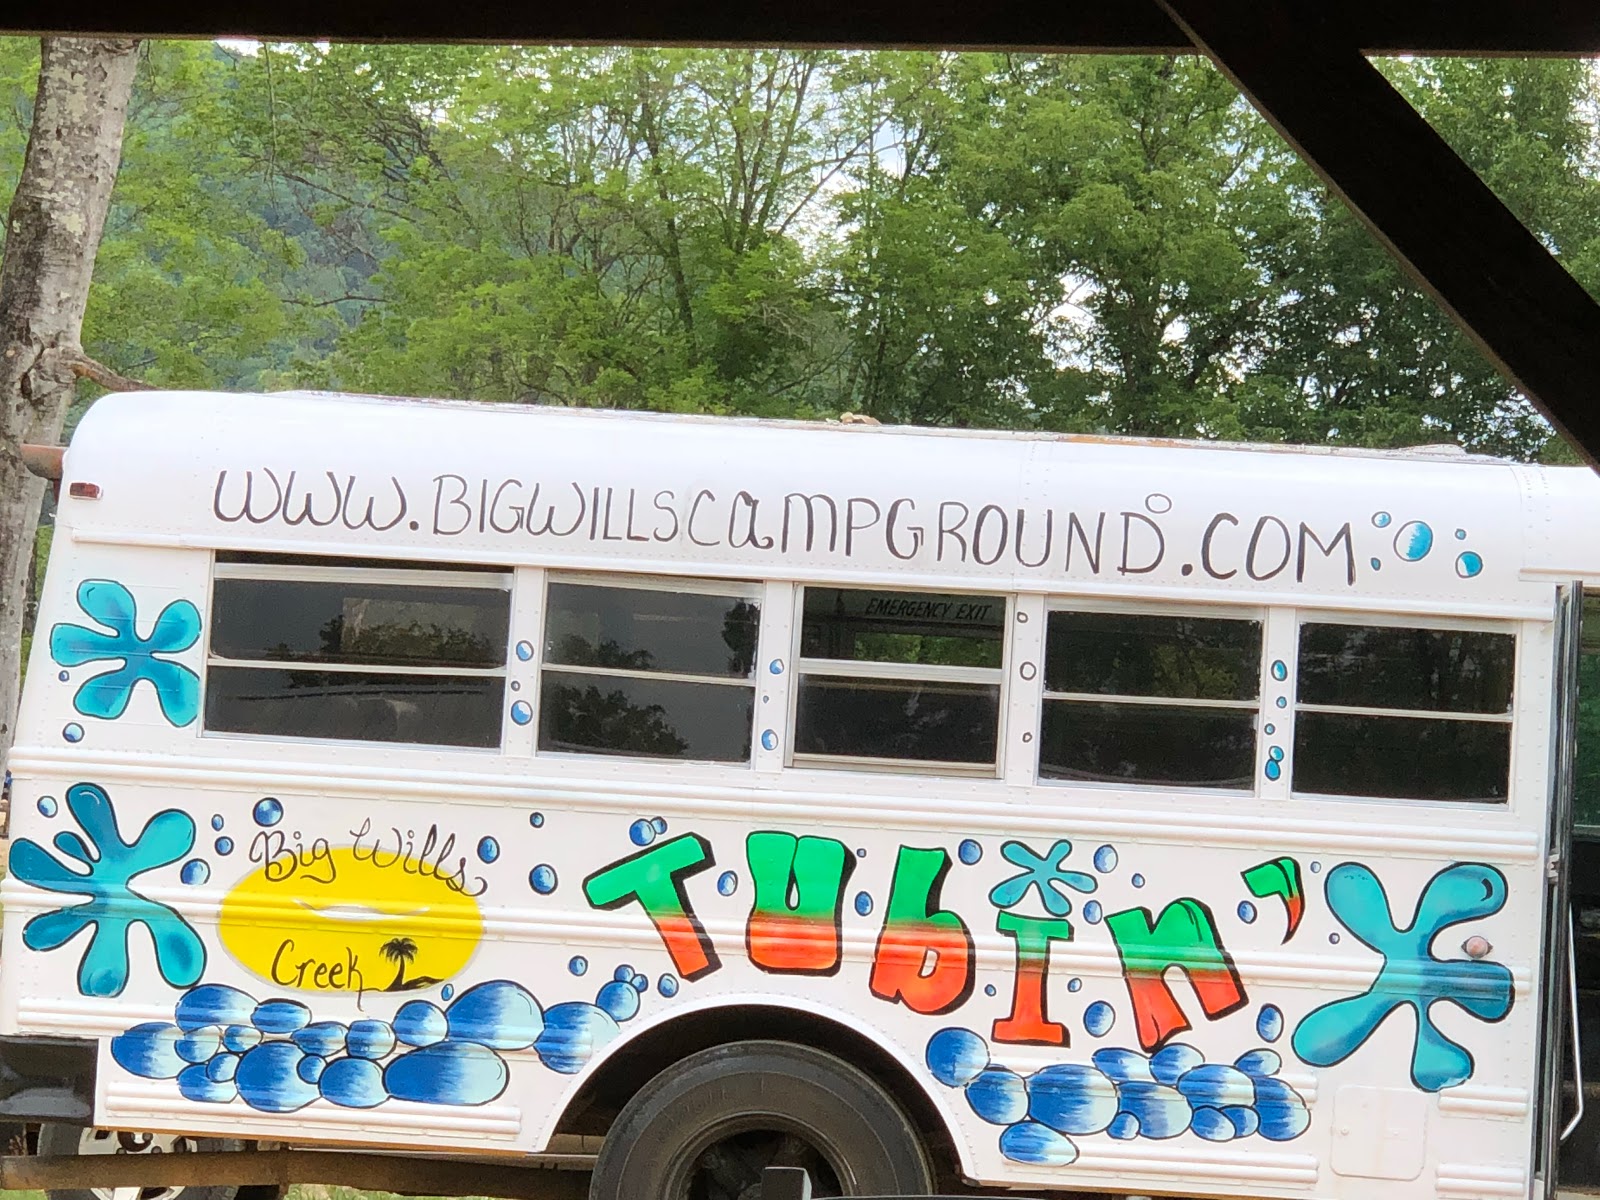 WWW.BIGWILLSCAMPGROUND.COM
EMERGENCY EXIT
Big Wills
Creek
TUbiN'